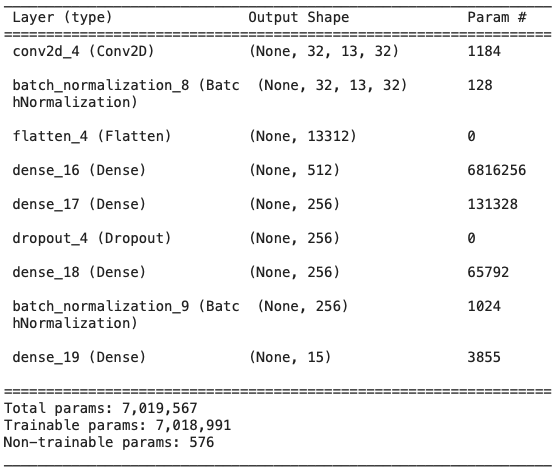 Layer (type) Output Shape Param #
conv2d_4 (Conv2D) (None, 32, 13, 32) 1184
batch_normalization_8 (Batc (None, 32, 13, 32) 128
hNormalization)
flatten_4 (Flatten) (None, 13312) 0
dense_16 (Dense) (None, 512) 6816256
dense_17 (Dense) (None, 256) 131328
dropout_4 (Dropout) (None, 256) 0
dense_18 (Dense) (None, 256) 65792
batch_normalization_9 (Batc (None, 256) 1024
hNormalization)
dense_19 (Dense) (None, 15) 3855
Total params: 7,019,567
Trainable params: 7,018,991
Non-trainable params: 576